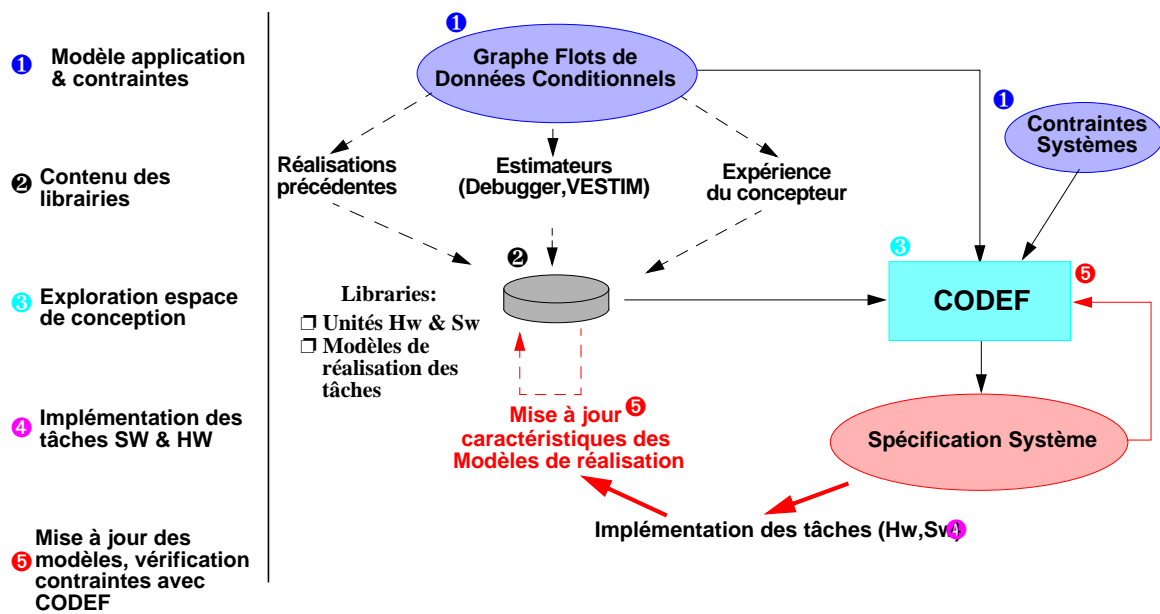 ❶ Modèle application
& contraintes
❷ Contenu des
librairies
❸ Exploration espace
de conception
❹ Implémentation des
tâches SW & HW
Mise à jour des
❺ modèles, vérification
contraintes avec
CODEF
❶
Graphe Flots de
Données Conditionnels
❶
Contraintes
Systèmes
Réalisations
précédentes
Estimateurs
(Debugger,VESTIM)
Expérience
du concepteur
❷
Libraries:
❒ Unités Hw & Sw
❒ Modèles de
réalisation des
tâches
❸
❺
CODEF
Mise à jour ❺
caractéristiques des
Modèles de réalisation
Spécification Système
Implémentation des tâches (Hw,Sw) ❹